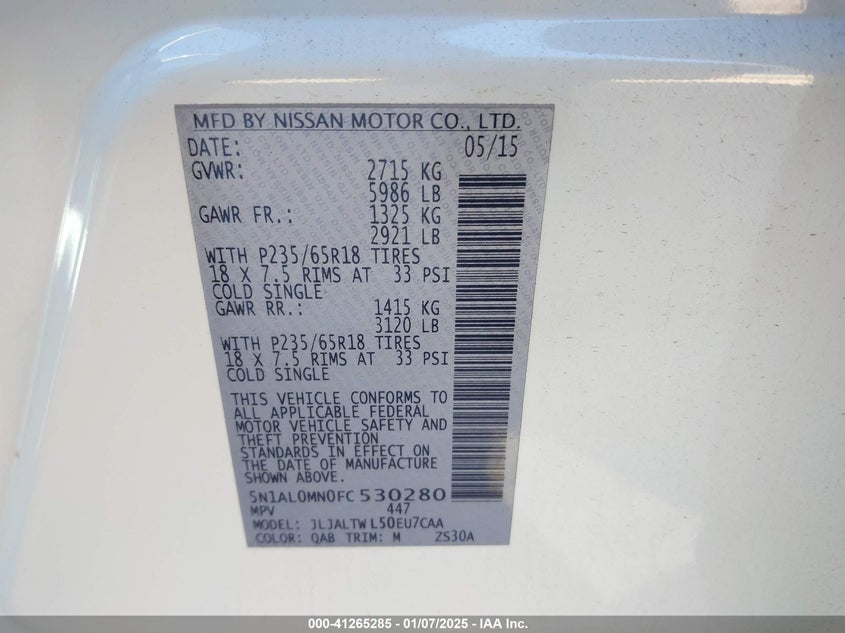 MFD BY NISSAN MOTOR CO., LTD.
DATE: 05/15
GVWR: 2715 KG
5986 LB
GAWR FR.: 1325 KG
2921 LB
WITH P235/65R18 TIRES
18 X 7.5 RIMS AT 33 PSI
COLD SINGLE
GAWR RR.: 1415 KG
3120 LB
WITH P235/65R18 TIRES
18 X 7.5 RIMS AT 33 PSI
COLD SINGLE
THIS VEHICLE CONFORMS TO
ALL APPLICABLE FEDERAL
MOTOR VEHICLE SAFETY AND
THEFT PREVENTION
STANDARDS IN EFFECT ON
THE DATE OF MANUFACTURE
SHOWN ABOVE.
5N1AL0MN0FC530280
MPV 447
MODEL: JLJALTWL50EU7CAA
COLOR: QAB TRIM: M ZS30A
000-41265285 - 01/07/2025 - IAA Inc.